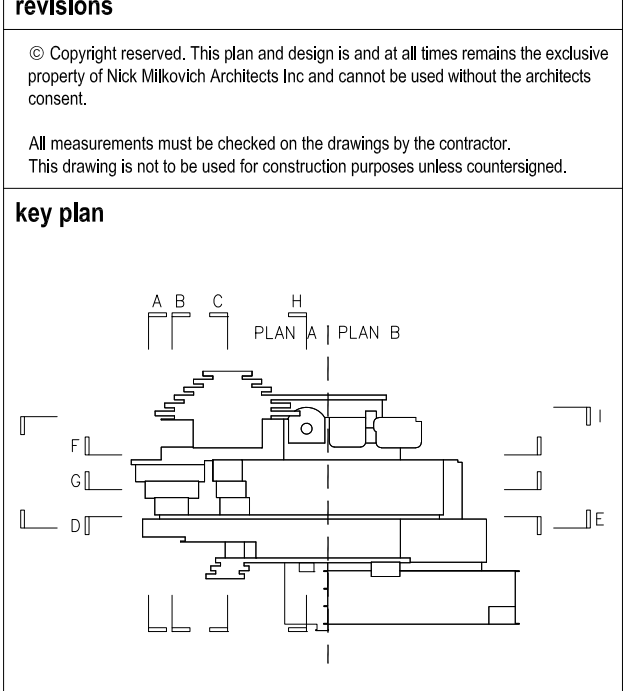 revisions
© Copyright reserved. This plan and design is and at all times remains the exclusive
property of Nick Milkovich Architects Inc and cannot be used without the architects
consent.
All measurements must be checked on the drawings by the contractor.
This drawing is not to be used for construction purposes unless countersigned.
key plan
A B C H
PLAN A PLAN B
I
F
G
D E